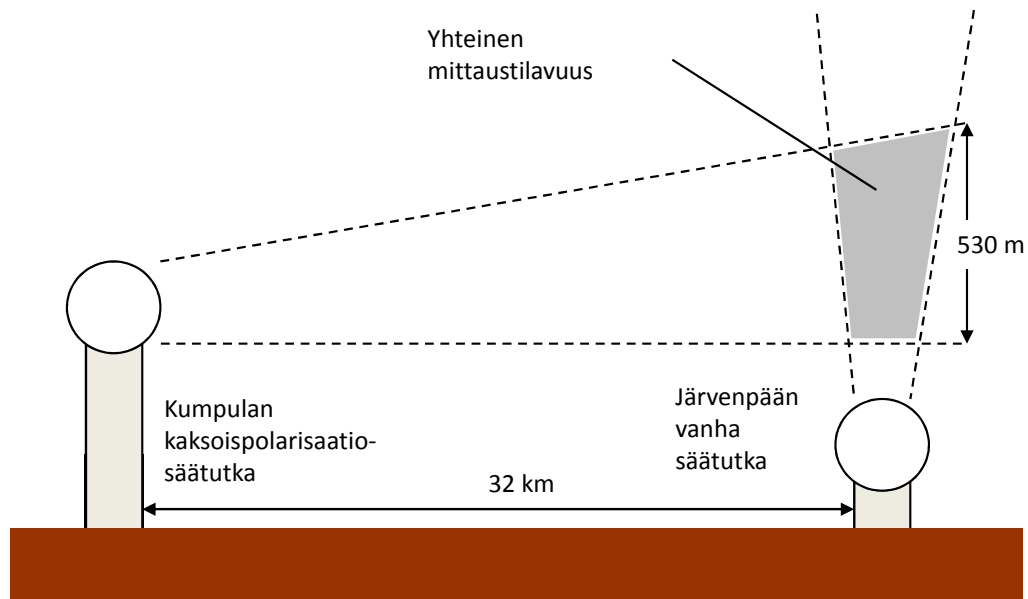 Yhteinen
mittaustilavuus
530 m
Kumpulan
kaksoispolarisaatio-
säätutka
Järvenpään
vanha
säätutka
32 km